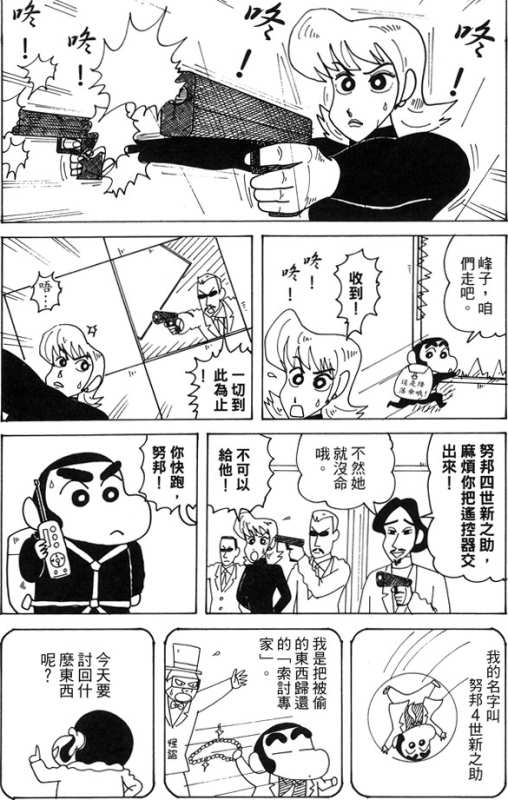 咚！
咚！
咚！
咚！
峰子，咱
們走吧。
收到！
咚！
咚！
一切到
此為止
！
唔…
努邦四世新之助，
麻煩你把遙控器交
出來！
不然她
就沒命
哦。
不可以
給他！
你快跑，
努邦！
我的名字叫
努邦4世新之助
我是把被偷
的東西歸還
的「索討專
家」。
今天要
討回什
麼東西
呢？